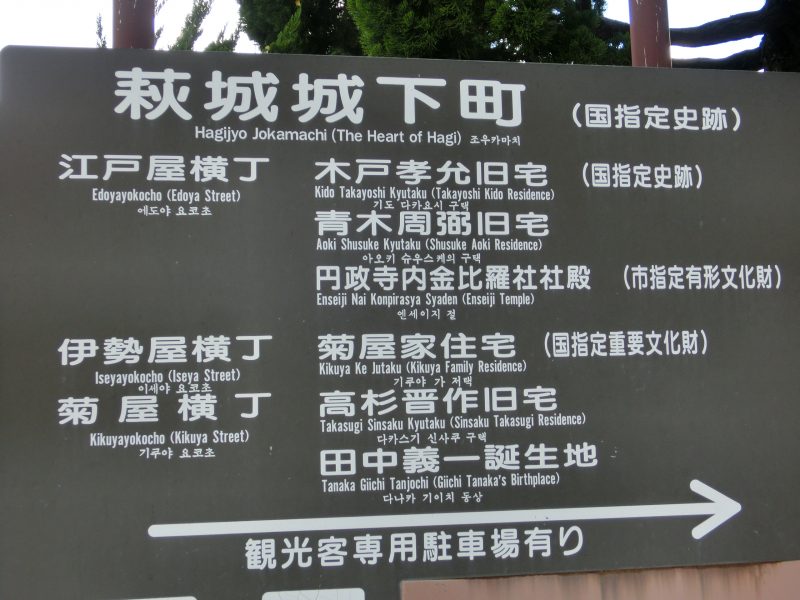 萩城城下町 (国指定史跡)
Hagijyo Jokamachi (The Heart of Hagi) 조우카마치
江戸屋横丁 木戸孝允旧宅 (国指定史跡)
Edoyayokocho (Edoya Street) Kido Takayoshi Kyutaku (Takayoshi Kido Residence)
에도야 요코쵸 기도 다카요시 구택
青木周弼旧宅
Aoki Shusuke Kyutaku (Shusuke Aoki Residence)
아오키 슈우스케의 구택
円政寺内金比羅社社殿 (市指定有形文化財)
Enseiji Nai Konpirasya Syaden (Enseiji Temple)
엔세이지 절
伊勢屋横丁 菊屋家住宅 (国指定重要文化財)
Iseyayokocho (Iseya Street) Kikuya Ke Jutaku (Kikuya Family Residence)
이세야 요코쵸 기쿠야 가 저택
菊屋横丁 高杉晋作旧宅
Kikuyayokocho (Kikuya Street) Takasugi Sinsaku Kyutaku (Sinsaku Takasugi Residence)
기쿠야 요코쵸 다카스기 신사쿠 구택
田中義一誕生地
Tanaka Giichi Tanjochi (Giichi Tanaka's Birthplace)
다나카 기이치 동상
観光客専用駐車場有り